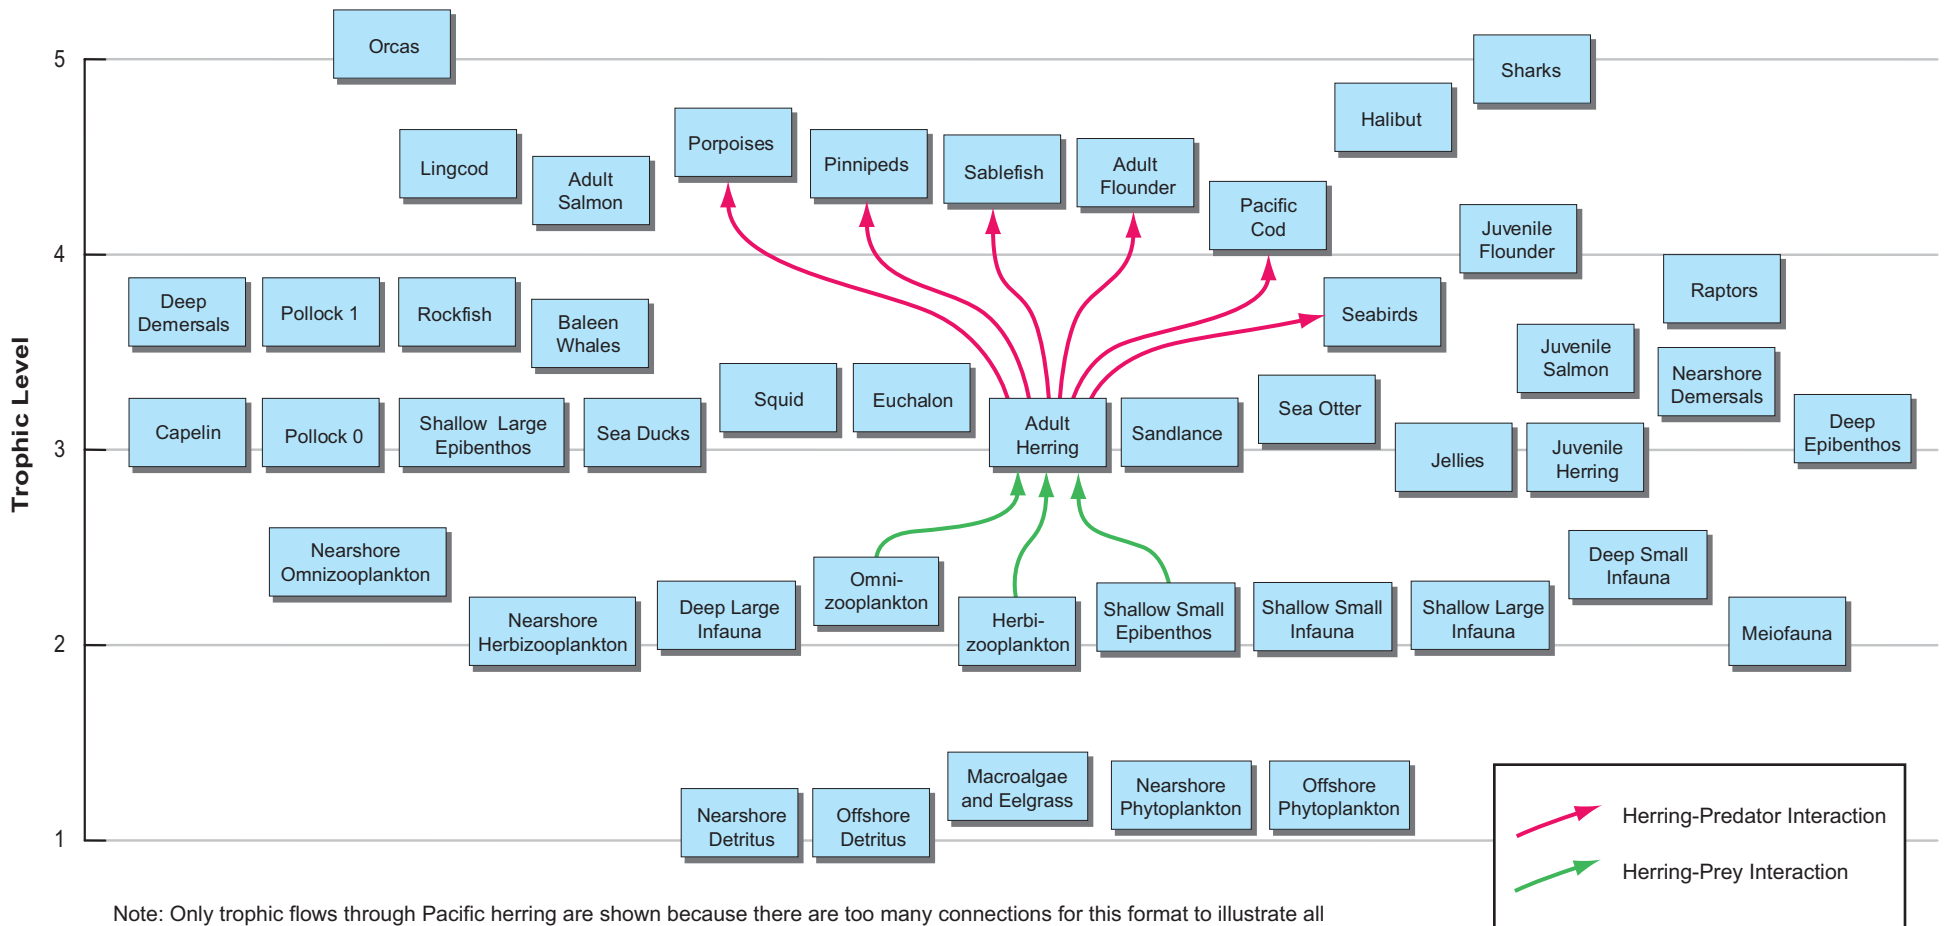 5
Orcas
Sharks
Halibut
Porpoises
Pinnipeds
Lingcod
Sablefish
Adult
Flounder
Adult
Salmon
Pacific
Cod
Juvenile
Flounder
4
Raptors
Deep
Demersals
Pollock 1
Rockfish
Baleen
Whales
Seabirds
Juvenile
Salmon
Nearshore
Demersals
Trophic Level
Squid
Euchalon
Sea Otter
Capelin
Pollock 0
Shallow Large
Epibenthos
Sea Ducks
Adult
Herring
Sandlance
Deep
Epibenthos
3
Jellies
Juvenile
Herring
Nearshore
Omnizooplankton
Deep Small
Infauna
Omni-
zooplankton
Nearshore
Herbizooplankton
Deep Large
Infauna
Herbi-
zooplankton
Shallow Small
Epibenthos
Shallow Small
Infauna
Shallow Large
Infauna
Meiofauna
2
Macroalgae
and Eelgrass
Nearshore
Phytoplankton
Offshore
Phytoplankton
Nearshore
Detritus
Offshore
Detritus
1
Herring-Predator Interaction
Herring-Prey Interaction
Note: Only trophic flows through Pacific herring are shown because there are too many connections for this format to illustrate all